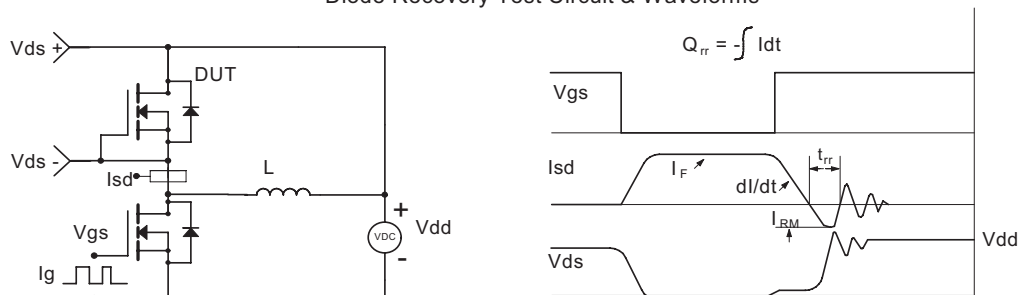 Diode Recovery Test Circuit & Waveforms
Vds +
DUT
Vds -
Isd
L
Vgs
Ig
+
VDC
-
Vdd
Q rr = -∫ Idt
Vgs
Isd
I F
dI/dt
t rr
I RM
Vds
Vdd